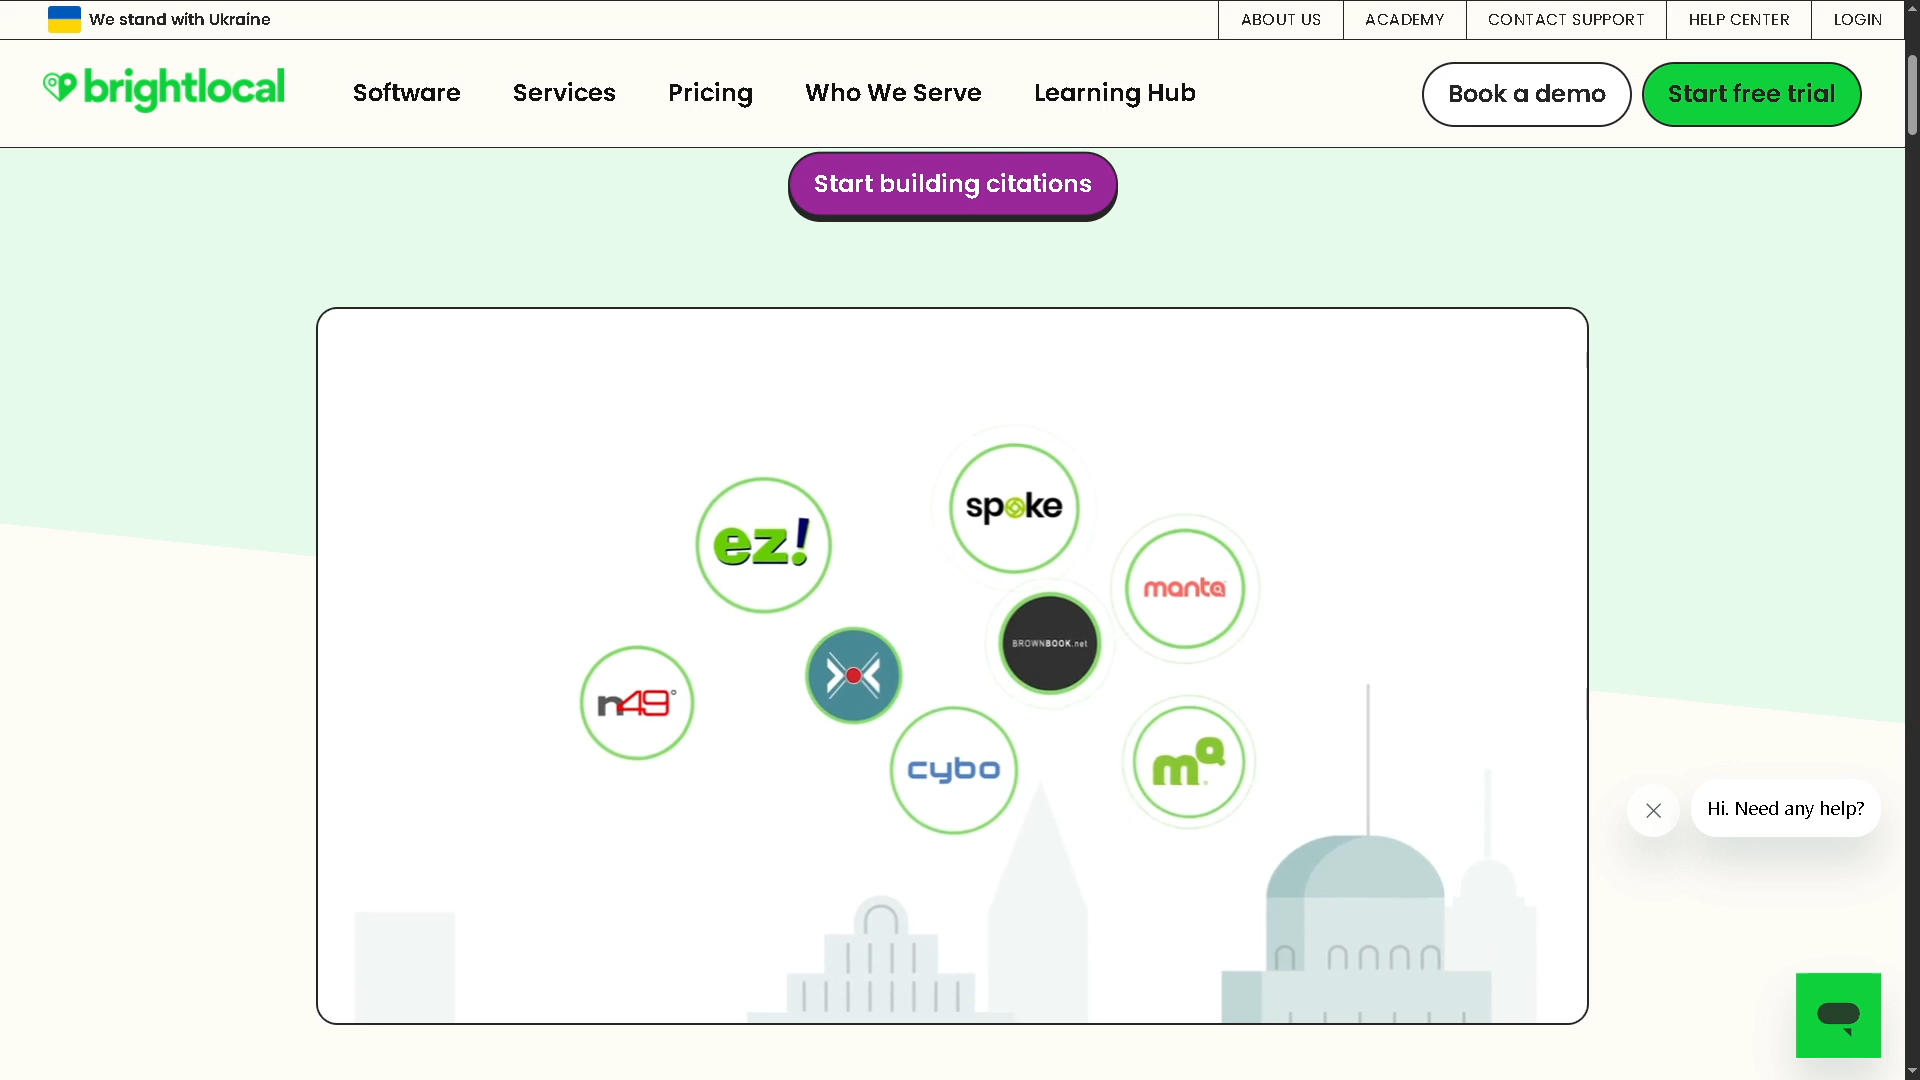 We stand with Ukraine
ABOUT US
ACADEMY
CONTACT SUPPORT
HELP CENTER
LOGIN
brightlocal
Software
Services
Pricing
Who We Serve
Learning Hub
Book a demo
Start free trial
Start building citations
spoke
ez!
manta
BROWNBOOK.net
n49°
cybo
mQ
Hi. Need any help?